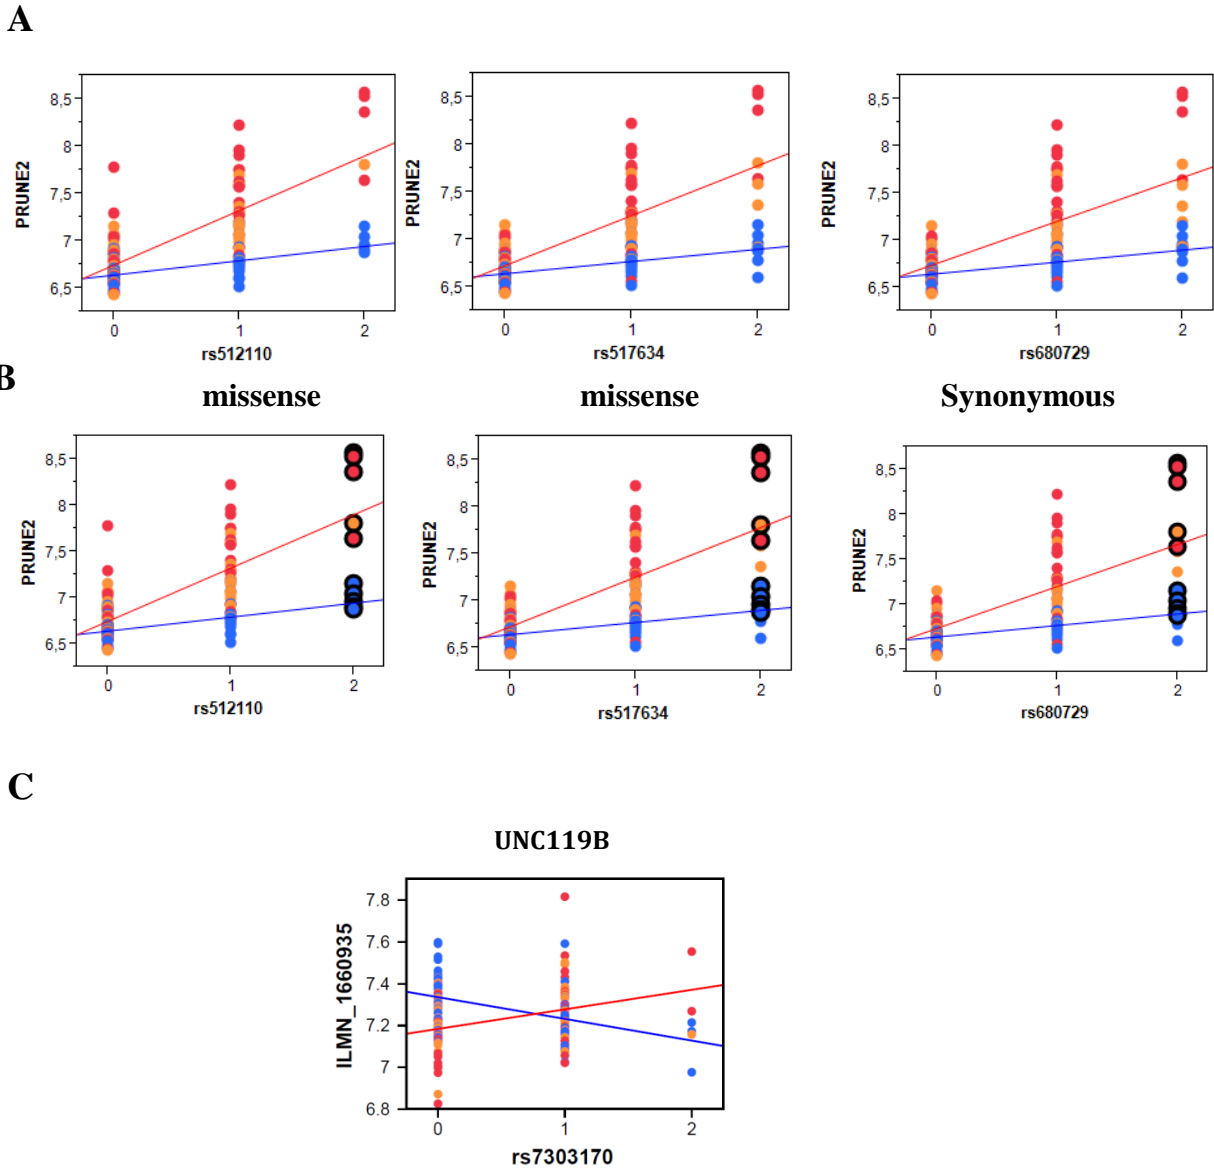 A
8,5
8
7,5
7
6,5
PRUNE2
0 1 2
rs512110
8,5
8
7,5
7
6,5
PRUNE2
0 1 2
rs517634
8,5
8
7,5
7
6,5
PRUNE2
0 1 2
rs680729
B
missense
missense
Synonymous
8,5
8
7,5
7
6,5
PRUNE2
0 1 2
rs512110
8,5
8
7,5
7
6,5
PRUNE2
0 1 2
rs517634
8,5
8
7,5
7
6,5
PRUNE2
0 1 2
rs680729
C
UNC119B
7.8
7.6
7.4
7.2
7
6.8
ILMN_1660935
0 1 2
rs7303170